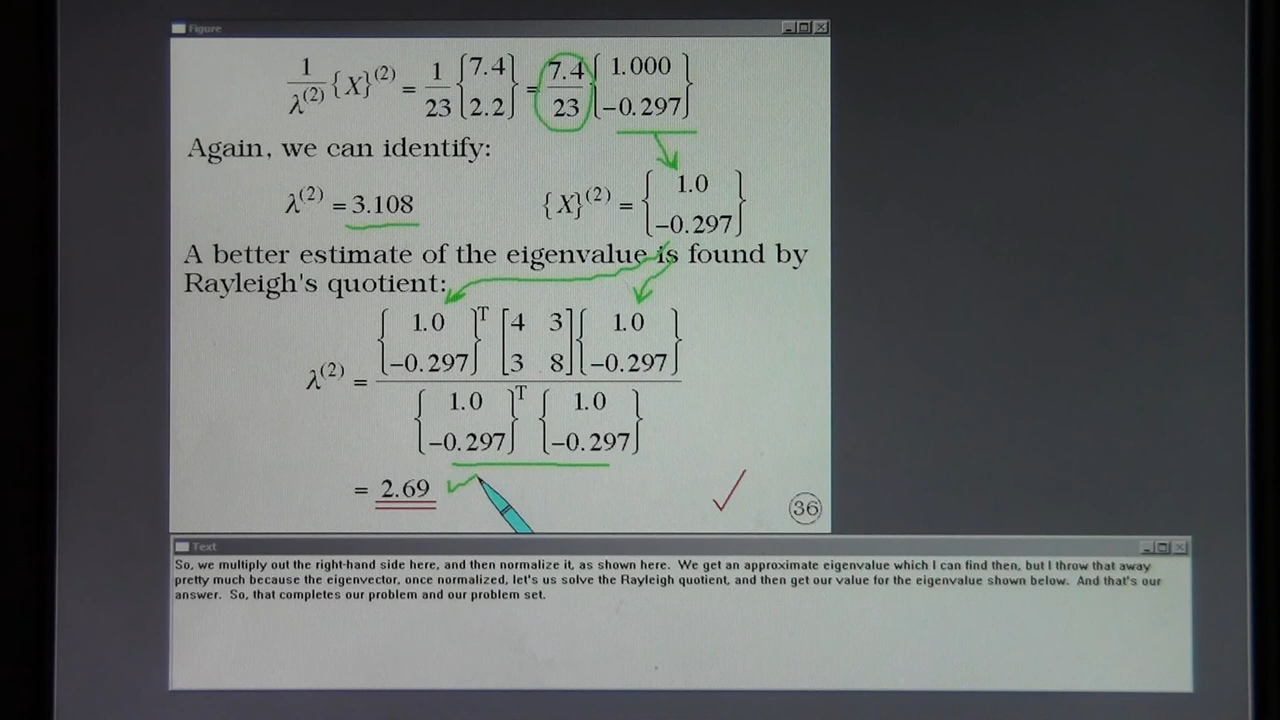 Figure
1/λ^(2) {X}^(2) = 1/23 {7.4 2.2} = 7.4/23 {1.000 −0.297}
Again, we can identify:
λ^(2) = 3.108 {X}^(2) = {1.0 −0.297}
A better estimate of the eigenvalue is found by
Rayleigh's quotient:
λ^(2) = {1.0 −0.297}^T [4 3 3 8] {1.0 −0.297} / {1.0 −0.297}^T {1.0 −0.297}
= 2.69
36
Text
So, we multiply out the right-hand side here, and then normalize it, as shown here. We get an approximate eigenvalue which I can find then, but I throw that away
pretty much because the eigenvector, once normalized, let's us solve the Rayleigh quotient, and then get our value for the eigenvalue shown below. And that's our
answer. So, that completes our problem and our problem set.